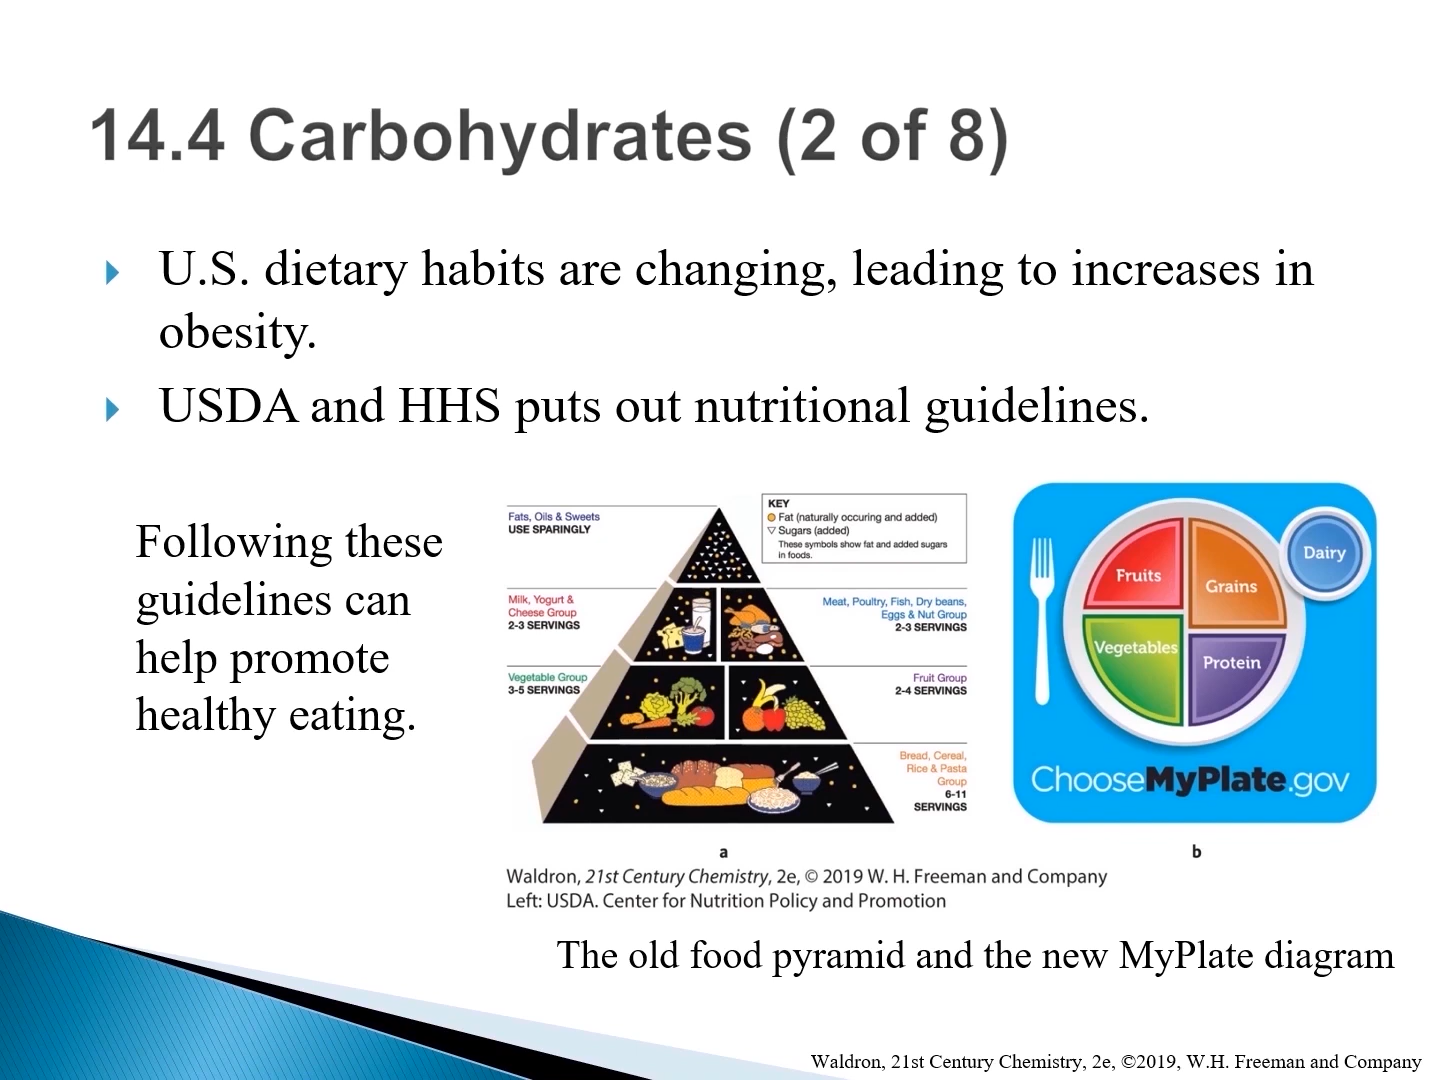 14.4 Carbohydrates (2 of 8)
U.S. dietary habits are changing, leading to increases in
obesity.
USDA and HHS puts out nutritional guidelines.
Following these
guidelines can
help promote
healthy eating.
Fats, Oils & Sweets
USE SPARINGLY
KEY
Fat (naturally occuring and added)
Sugars (added)
These symbols show fat and added sugars
in foods.
Milk, Yogurt &
Cheese Group
2-3 SERVINGS
Meat, Poultry, Fish, Dry beans,
Eggs & Nut Group
2-3 SERVINGS
Vegetable Group
3-5 SERVINGS
Fruit Group
2-4 SERVINGS
Bread, Cereal,
Rice & Pasta
Group
6-11
SERVINGS
a
Fruits
Grains
Dairy
Vegetables
Protein
ChooseMyPlate.gov
b
Waldron, 21st Century Chemistry, 2e, © 2019 W. H. Freeman and Company
Left: USDA. Center for Nutrition Policy and Promotion
The old food pyramid and the new MyPlate diagram
Waldron, 21st Century Chemistry, 2e, ©2019, W.H. Freeman and Company